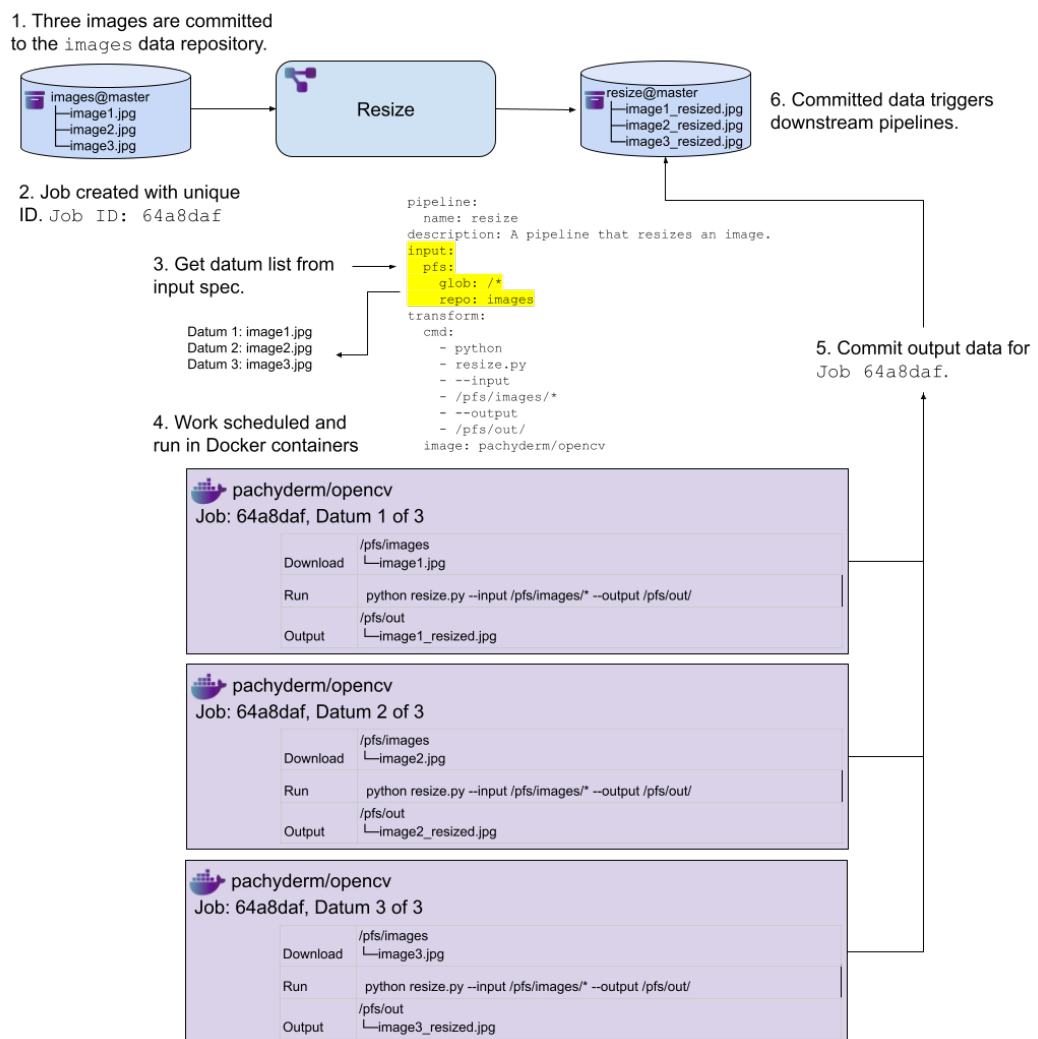 1. Three images are committed
to the images data repository.
images@master
image1.jpg
image2.jpg
image3.jpg
Resize
resize@master
image1_resized.jpg
image2_resized.jpg
image3_resized.jpg
6. Committed data triggers
downstream pipelines.
2. Job created with unique
ID. Job ID: 64a8daf
3. Get datum list from
input spec.
Datum 1: image1.jpg
Datum 2: image2.jpg
Datum 3: image3.jpg
pipeline:
name: resize
description: A pipeline that resizes an image.
input:
pfs:
glob: /*
repo: images
transform:
cmd:
- python
- resize.py
- --input
- /pfs/images/*
- --output
- /pfs/out/
image: pachyderm/opencv
4. Work scheduled and
run in Docker containers
5. Commit output data for
Job 64a8daf.
pachyderm/opencv
Job: 64a8daf, Datum 1 of 3
/pfs/images
Download image1.jpg
Run python resize.py --input /pfs/images/* --output /pfs/out/
/pfs/out
Output image1_resized.jpg
pachyderm/opencv
Job: 64a8daf, Datum 2 of 3
/pfs/images
Download image2.jpg
Run python resize.py --input /pfs/images/* --output /pfs/out/
/pfs/out
Output image2_resized.jpg
pachyderm/opencv
Job: 64a8daf, Datum 3 of 3
/pfs/images
Download image3.jpg
Run python resize.py --input /pfs/images/* --output /pfs/out/
/pfs/out
Output image3_resized.jpg